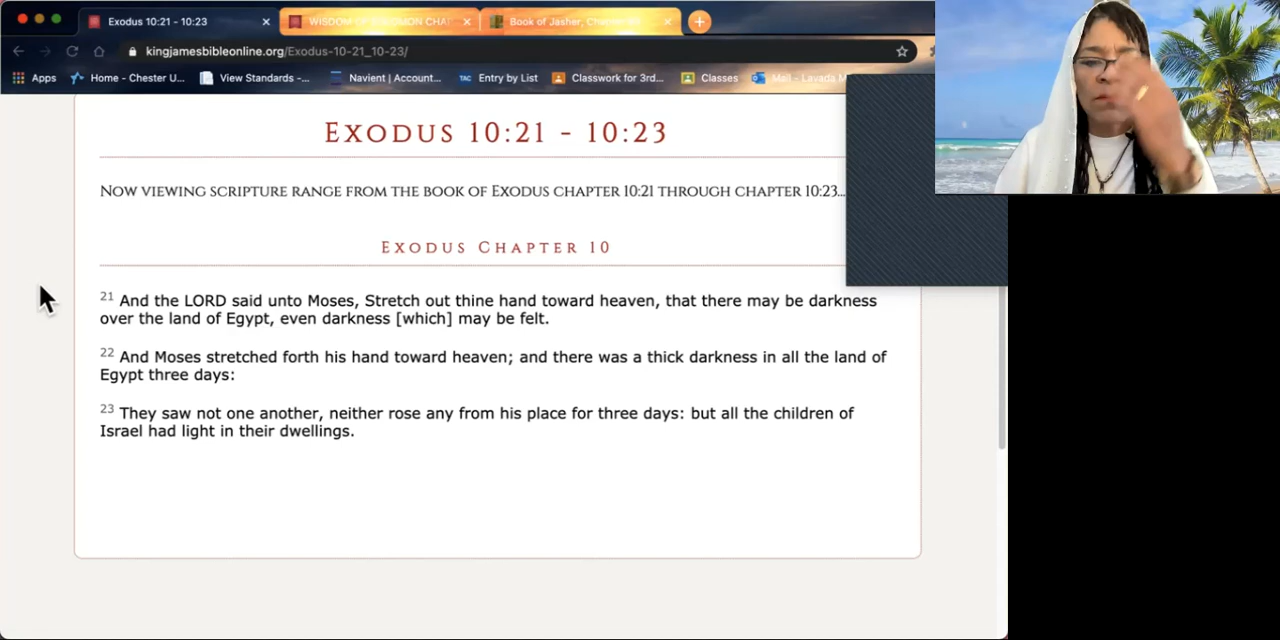 Exodus 10:21 - 10:23
WISDOM OF SOLOMON CHA
Book of Jasher, Chapter
kingjamesbibleonline.org/Exodus-10-21_10-23/
Apps
Home - Chester U...
View Standards -...
Navient | Account...
TAC Entry by List
Classwork for 3rd...
Classes
Mail - Lavada M
Exodus 10:21 - 10:23
Now viewing scripture range from the book of Exodus chapter 10:21 through chapter 10:23...
Exodus Chapter 10
21 And the LORD said unto Moses, Stretch out thine hand toward heaven, that there may be darkness
over the land of Egypt, even darkness [which] may be felt.
22 And Moses stretched forth his hand toward heaven; and there was a thick darkness in all the land of
Egypt three days:
23 They saw not one another, neither rose any from his place for three days: but all the children of
Israel had light in their dwellings.